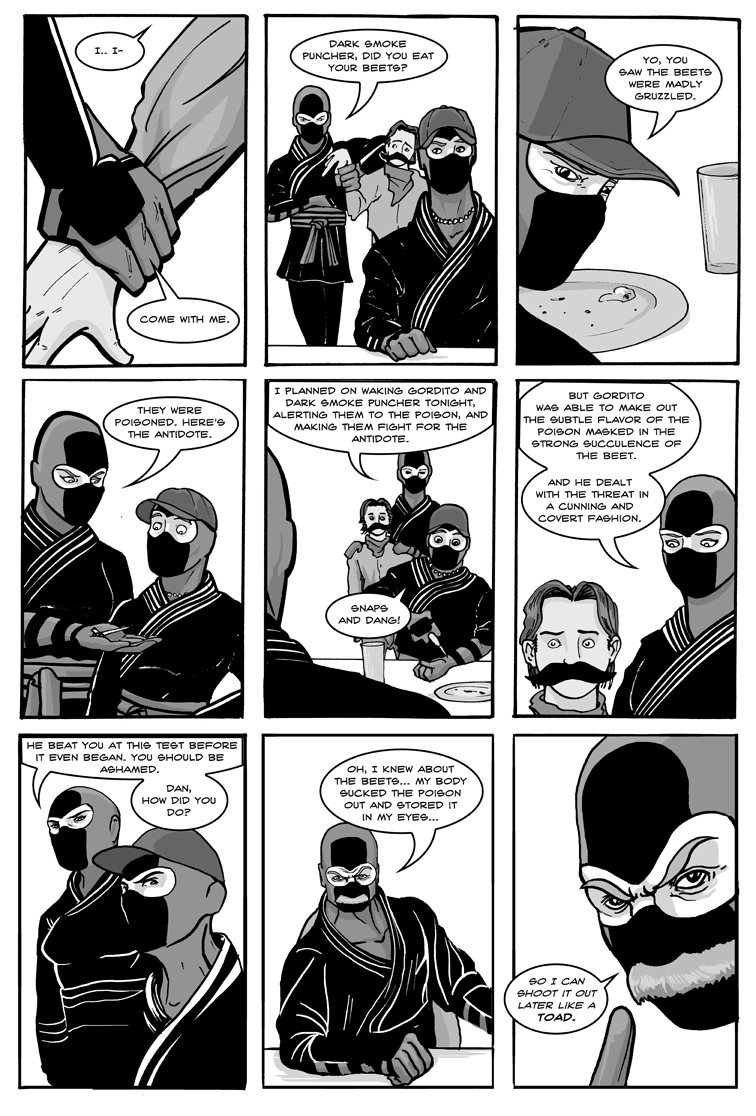 I.. I-
COME WITH ME.
DARK SMOKE
PUNCHER, DID YOU EAT
YOUR BEETS?
YO, YOU
SAW THE BEETS
WERE MADLY
GRUZZLED.
THEY WERE
POISONED. HERE'S
THE ANTIDOTE.
I PLANNED ON WAKING GORDITO AND
DARK SMOKE PUNCHER TONIGHT,
ALERTING THEM TO THE POISON, AND
MAKING THEM FIGHT FOR THE
ANTIDOTE.
SNAPS
AND DANG!
BUT GORDITO
WAS ABLE TO MAKE OUT
THE SUBTLE FLAVOR OF THE
POISON MASKED IN THE
STRONG SUCCULENCE OF
THE BEET.
AND HE DEALT
WITH THE THREAT IN
A CUNNING AND
COVERT FASHION.
HE BEAT YOU AT THIS TEST BEFORE
IT EVEN BEGAN. YOU SHOULD BE
ASHAMED.
DAN,
HOW DID YOU
DO?
OH, I KNEW ABOUT
THE BEETS... MY BODY
SUCKED THE POISON
OUT AND STORED IT
IN MY EYES...
SO I CAN
SHOOT IT OUT
LATER LIKE A
TOAD.